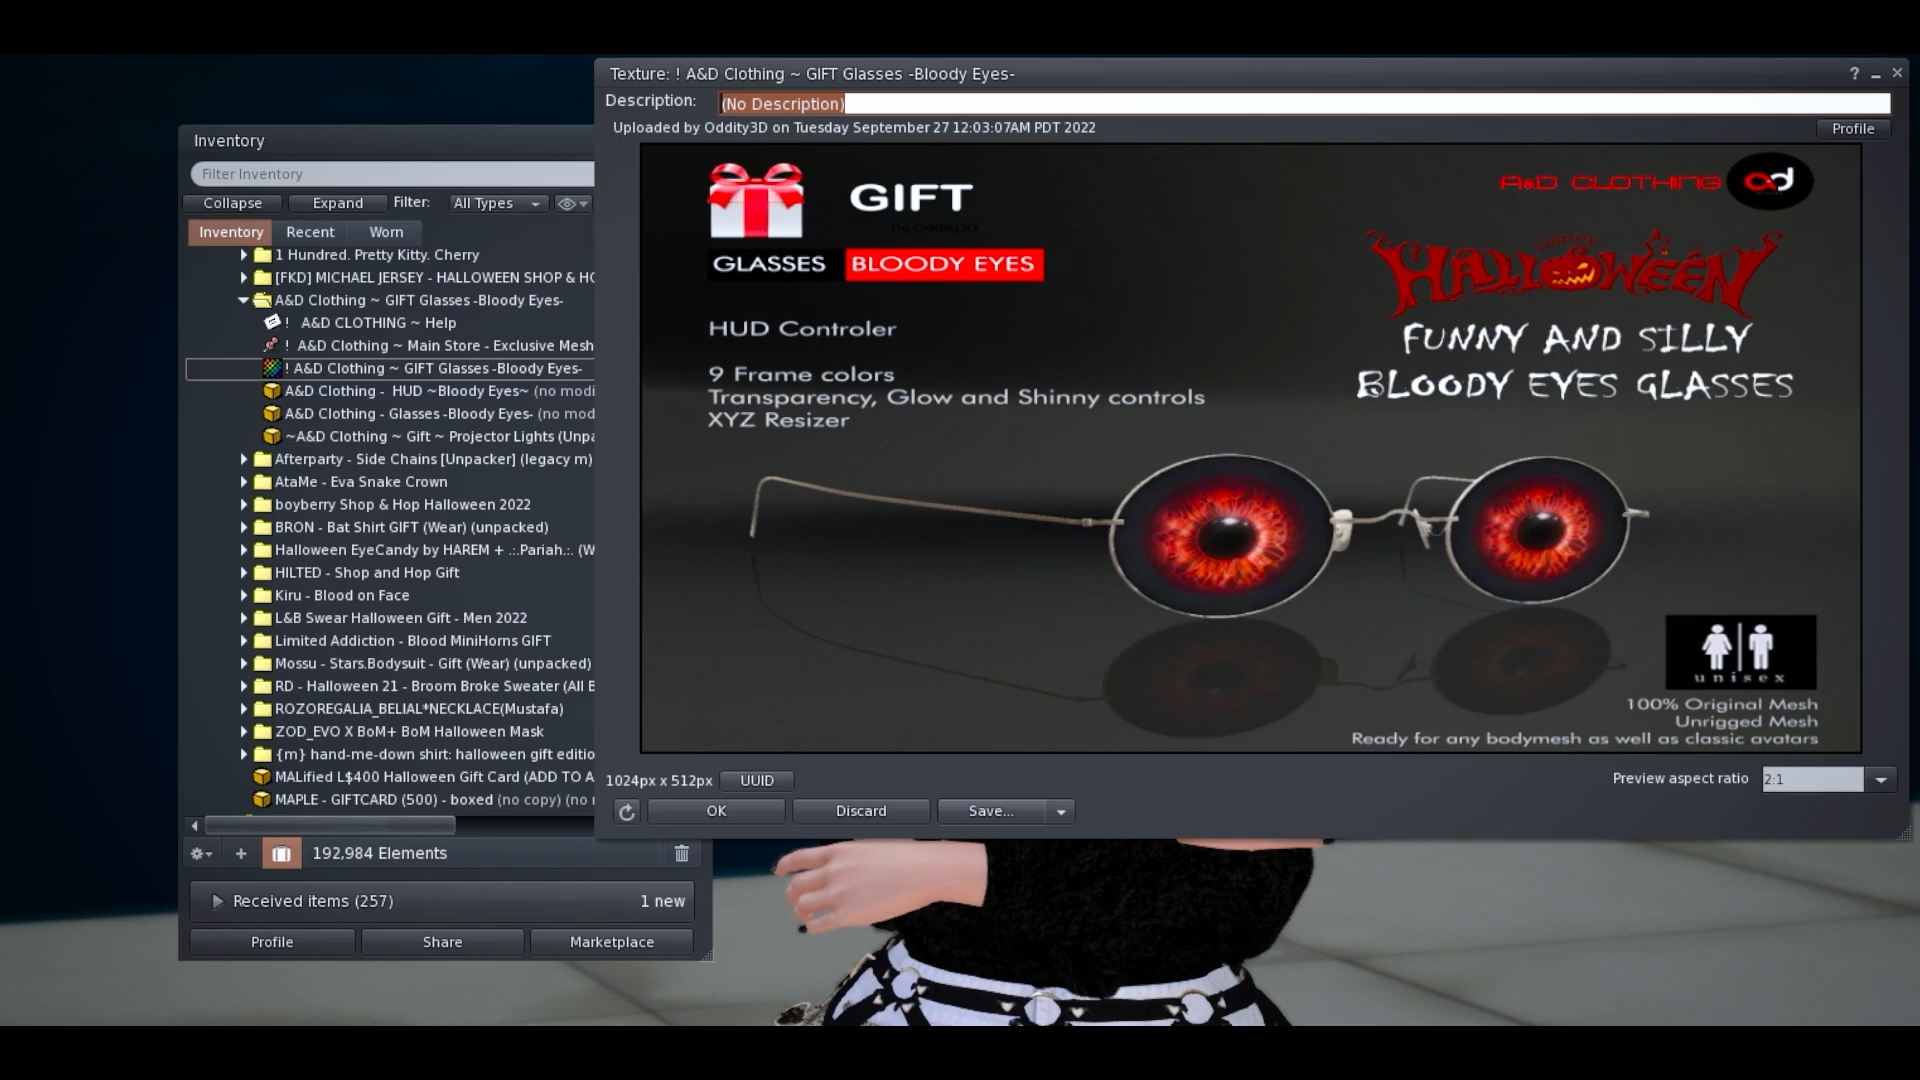 Texture: ! A&D Clothing ~ GIFT Glasses -Bloody Eyes-
Description: (No Description)
Uploaded by Oddity3D on Tuesday September 27 12:03:07AM PDT 2022
Profile
Inventory
Filter Inventory
Collapse Expand Filter: All Types
Inventory Recent Worn
1 Hundred. Pretty Kitty. Cherry
[FKD] MICHAEL JERSEY - HALLOWEEN SHOP & HO
A&D Clothing ~ GIFT Glasses -Bloody Eyes-
! A&D CLOTHING ~ Help
! A&D Clothing ~ Main Store - Exclusive Mesh
! A&D Clothing ~ GIFT Glasses -Bloody Eyes-
A&D Clothing - HUD ~Bloody Eyes~ (no modi
A&D Clothing - Glasses -Bloody Eyes- (no mod
~A&D Clothing ~ Gift ~ Projector Lights (Unpa
Afterparty - Side Chains [Unpacker] (legacy m)
AtaMe - Eva Snake Crown
boyberry Shop & Hop Halloween 2022
BRON - Bat Shirt GIFT (Wear) (unpacked)
Halloween EyeCandy by HAREM + .:.Pariah.:. (W
HILTED - Shop and Hop Gift
Kiru - Blood on Face
L&B Swear Halloween Gift - Men 2022
Limited Addiction - Blood MiniHorns GIFT
Mossu - Stars.Bodysuit - Gift (Wear) (unpacked)
RD - Halloween 21 - Broom Broke Sweater (All B
ROZOREGALIA_BELIAL*NECKLACE(Mustafa)
ZOD_EVO X BoM+ BoM Halloween Mask
{m} hand-me-down shirt: halloween gift editio
MALified L$400 Halloween Gift Card (ADD TO A
MAPLE - GIFTCARD (500) - boxed (no copy) (no
192,984 Elements
Received items (257) 1 new
Profile Share Marketplace
GIFT
by Oddity3D
GLASSES BLOODY EYES
HUD Controler
9 Frame colors
Transparency, Glow and Shinny controls
XYZ Resizer
A&D CLOTHING ad
HALLOWEEN
FUNNY AND SILLY
BLOODY EYES GLASSES
unisex
100% Original Mesh
Unrigged Mesh
Ready for any bodymesh as well as classic avatars
1024px x 512px UUID
Preview aspect ratio 2:1
OK Discard Save...